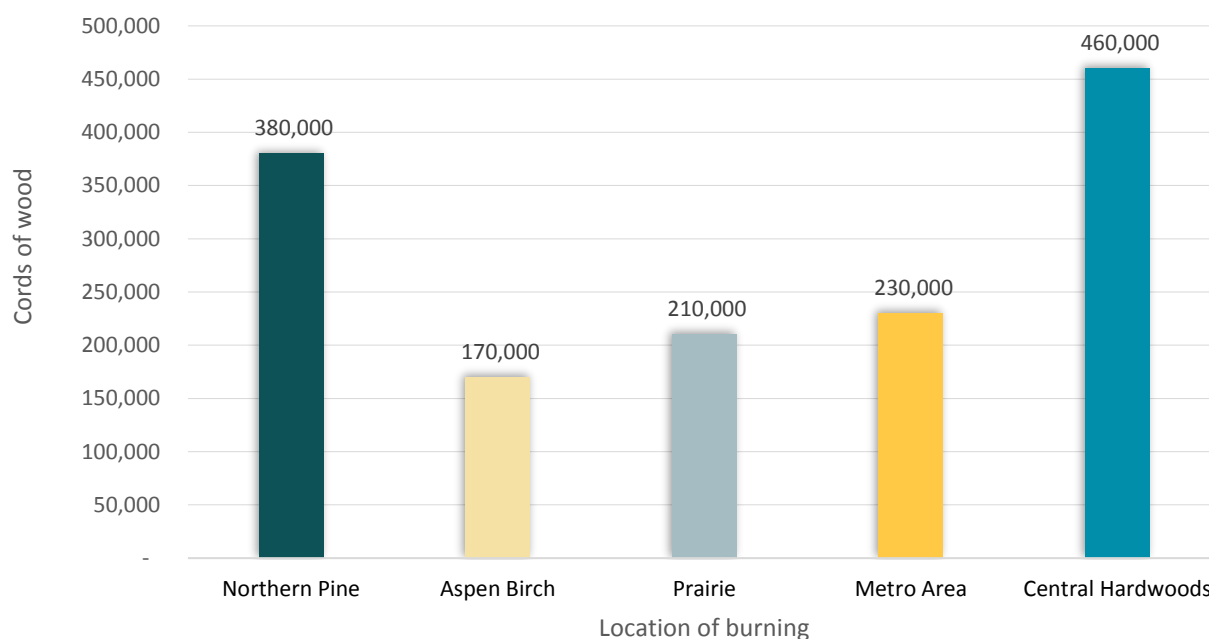 500,000
450,000
400,000
350,000
300,000
250,000
200,000
150,000
100,000
50,000
-
Cords of wood
380,000
170,000
210,000
230,000
460,000
Northern Pine
Aspen Birch
Prairie
Metro Area
Central Hardwoods
Location of burning